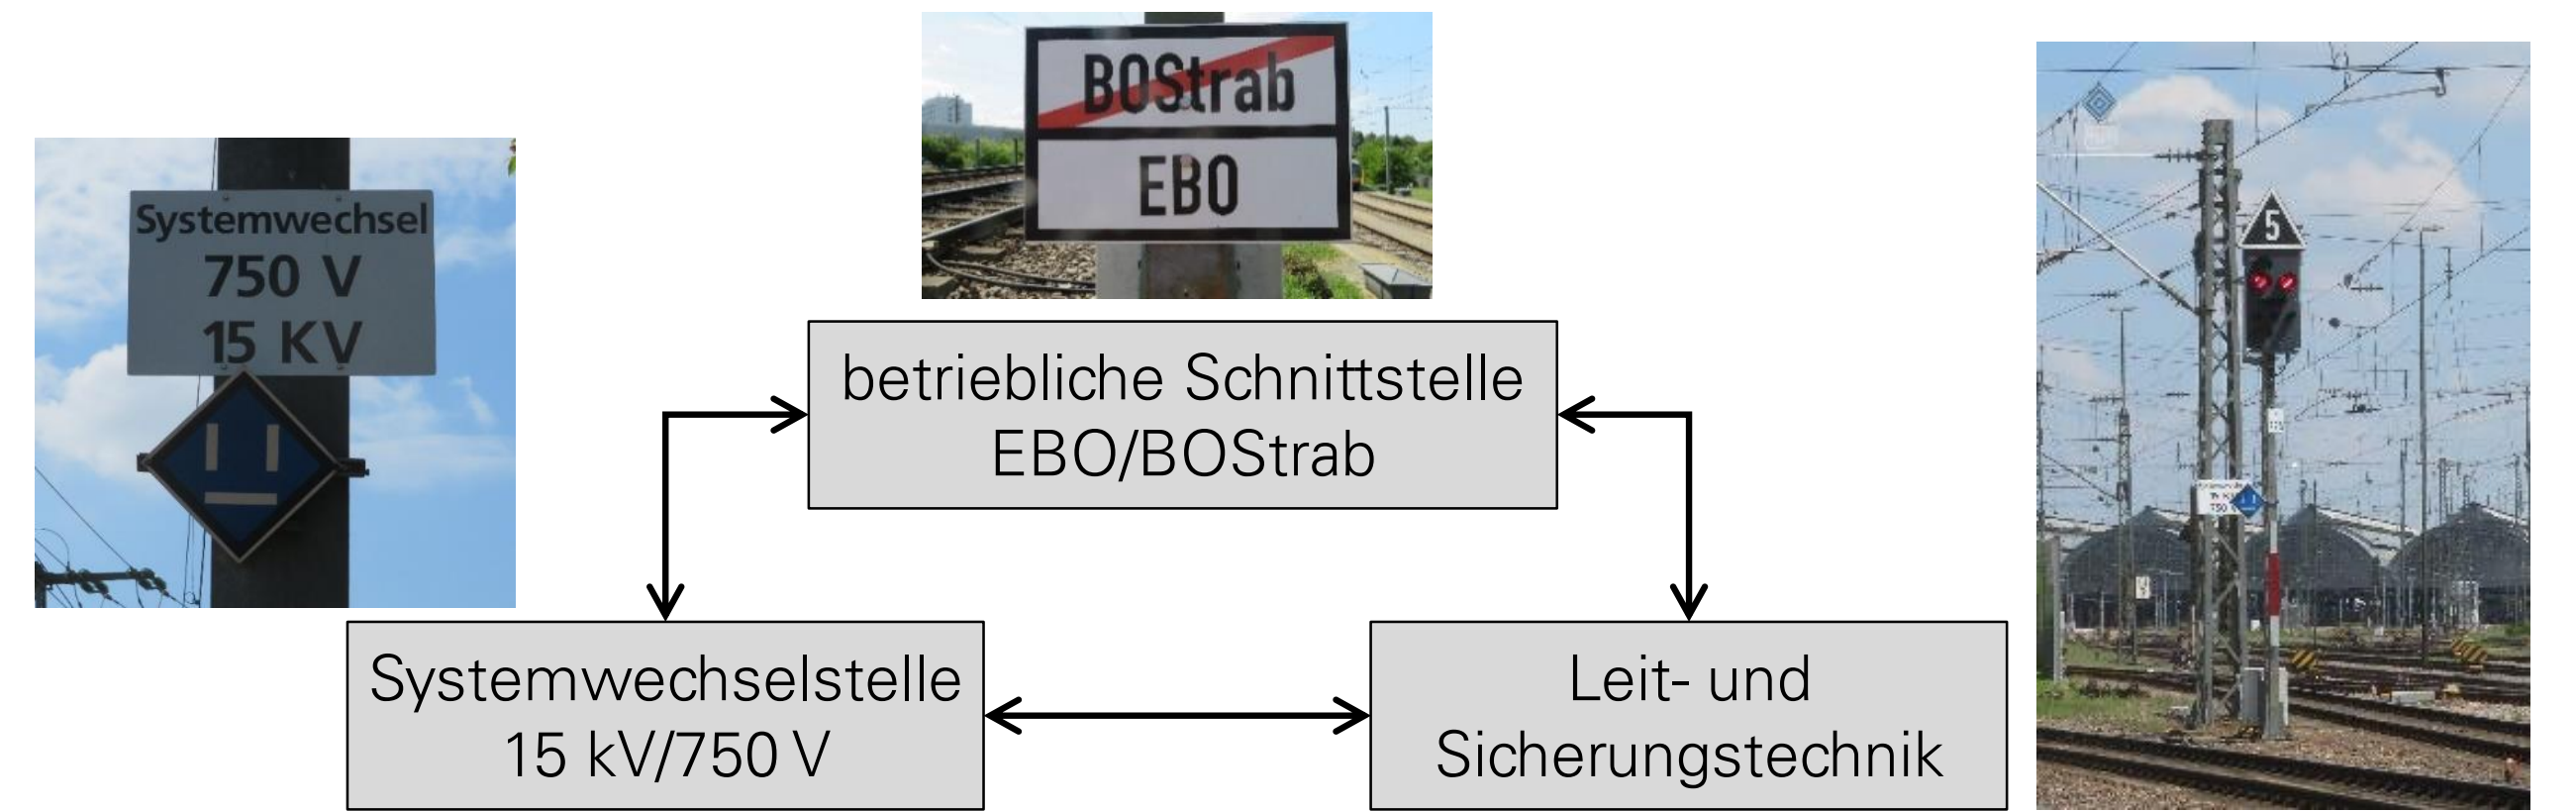 BOStrab
EBO
Systemwechsel
750 V
15 KV
5
betriebliche Schnittstelle
EBO/BOStrab
Systemwechselstelle
15 kV/750 V
Leit- und
Sicherungstechnik